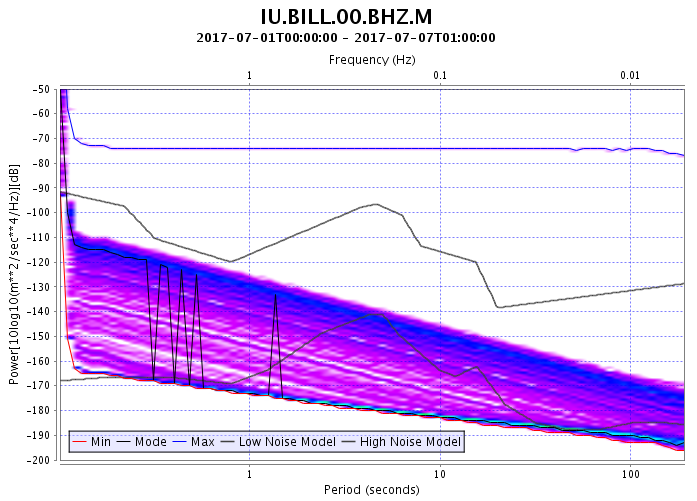 IU.BILL.00.BHZ.M
2017-07-01T00:00:00 - 2017-07-07T01:00:00
Frequency (Hz)
1 0.1 0.01
Power[10log10(m**2/sec**4/Hz)][dB]
-50
-60
-70
-80
-90
-100
-110
-120
-130
-140
-150
-160
-170
-180
-190
-200
Min Mode Max Low Noise Model High Noise Model
1 10 100
Period (seconds)